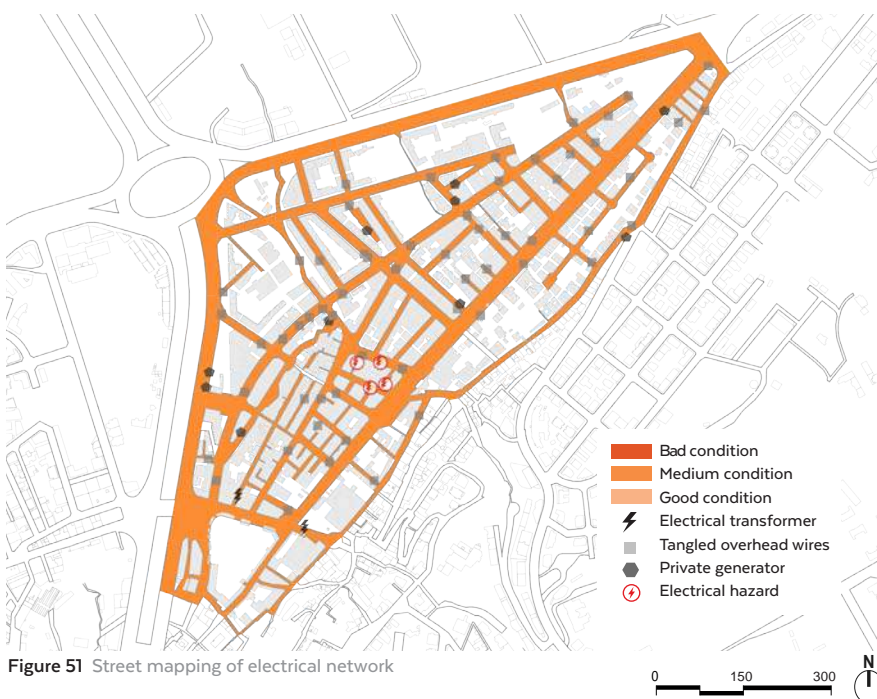 Bad condition
Medium condition
Good condition
Electrical transformer
Tangled overhead wires
Private generator
Electrical hazard
Figure 51 Street mapping of electrical network
0 150 300
N